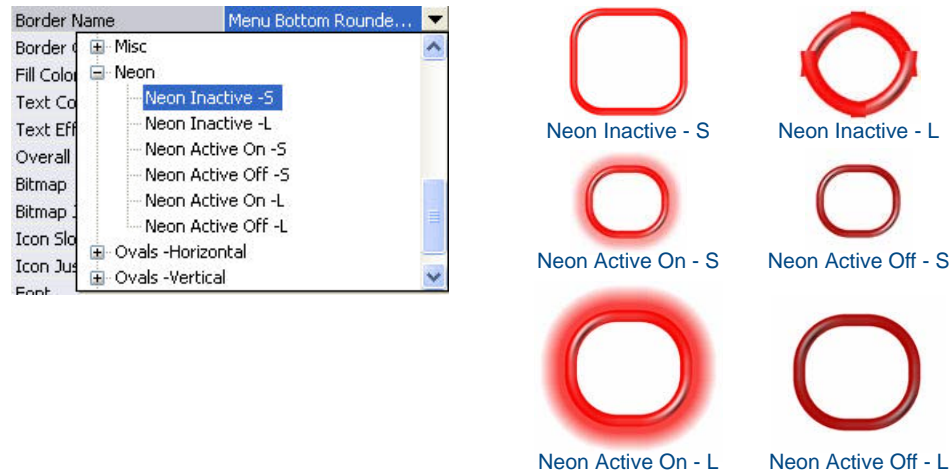 Border Name Menu Bottom Rounde...
Border
Misc
Fill Color
Neon
Text Co
Neon Inactive -S
Text Eff
Neon Inactive -L
Overall
Neon Active On -S
Bitmap
Neon Active Off -S
Bitmap J
Neon Active On -L
Icon Slo
Neon Active Off -L
Icon Jus
Ovals -Horizontal
Font
Ovals -Vertical
Neon Inactive - S
Neon Inactive - L
Neon Active On - S
Neon Active Off - S
Neon Active On - L
Neon Active Off - L